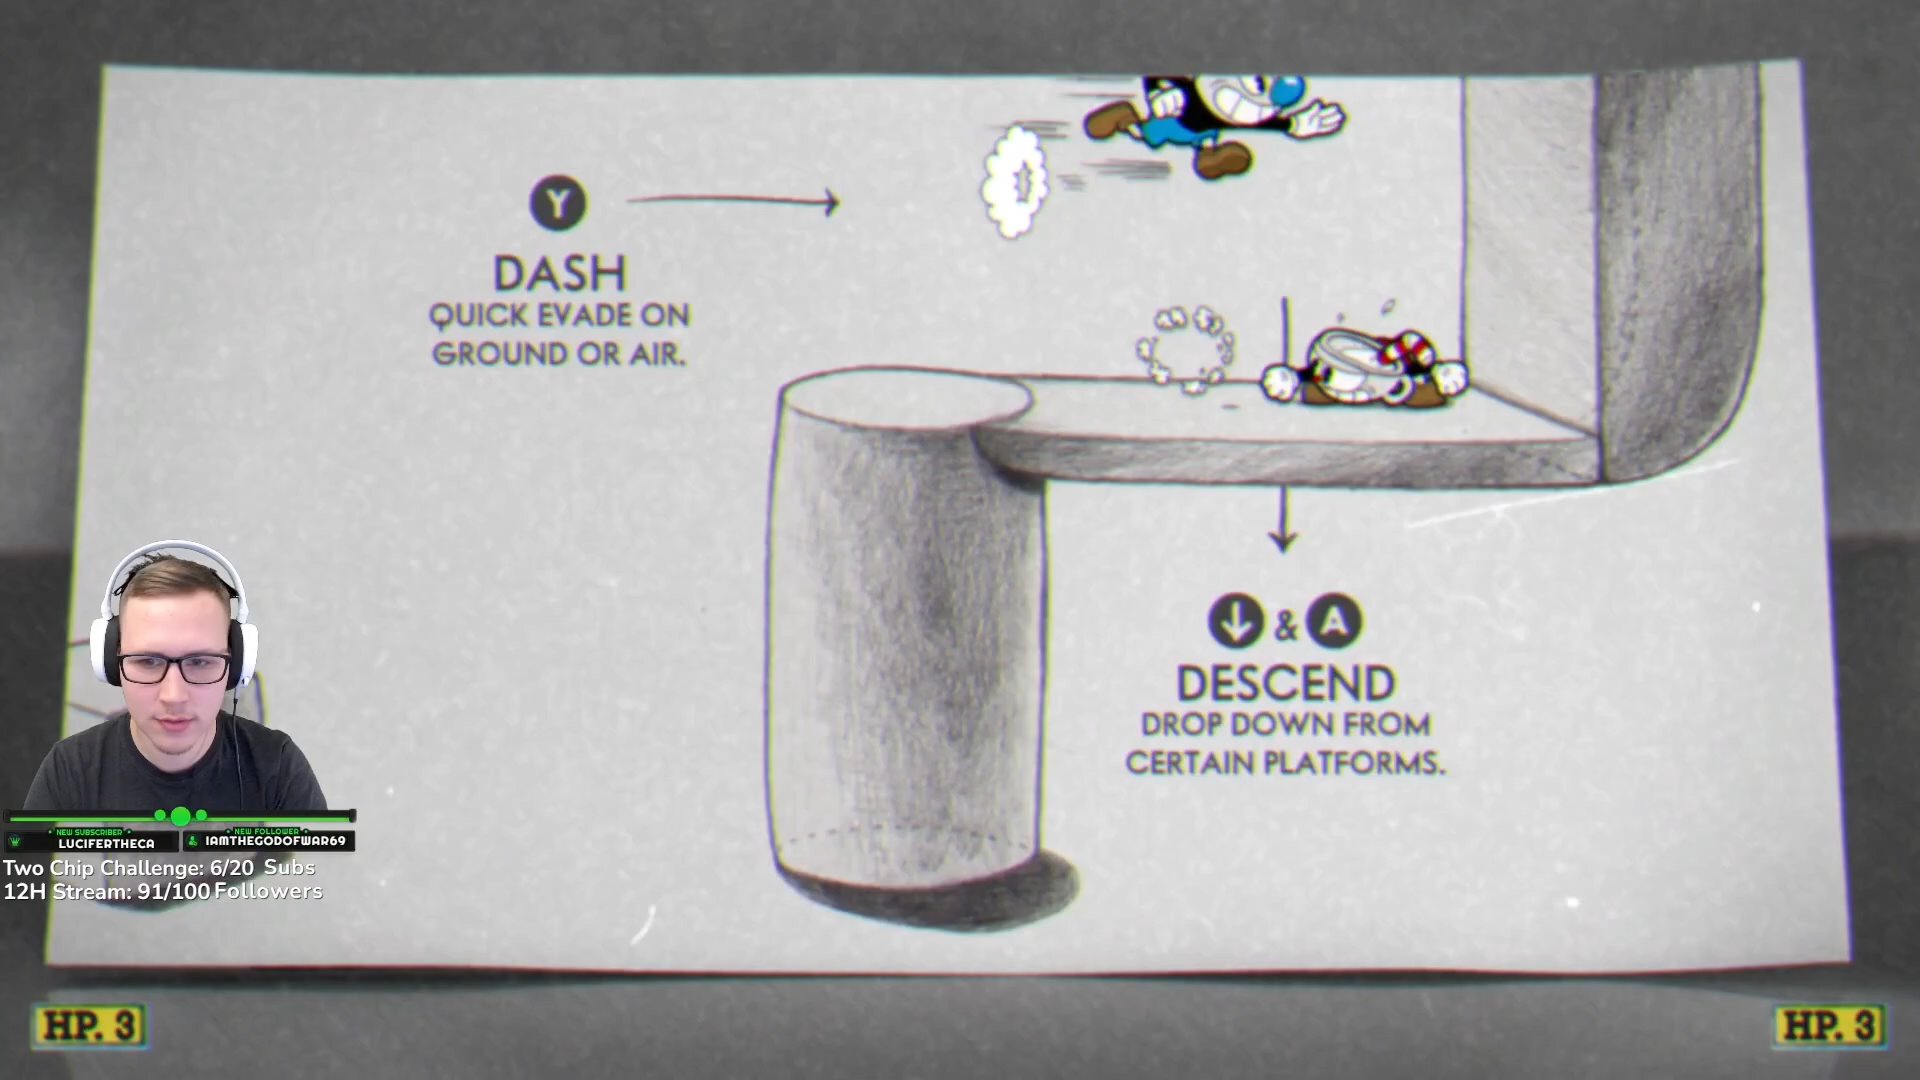 Y
DASH
QUICK EVADE ON
GROUND OR AIR.
↓ & A
DESCEND
DROP DOWN FROM
CERTAIN PLATFORMS.
• NEW SUBSCRIBER •
LUCIFERTHECA
• NEW FOLLOWER •
IAMTHEGODOFWAR69
Two Chip Challenge: 6/20 Subs
12H Stream: 91/100 Followers
HP. 3
HP. 3